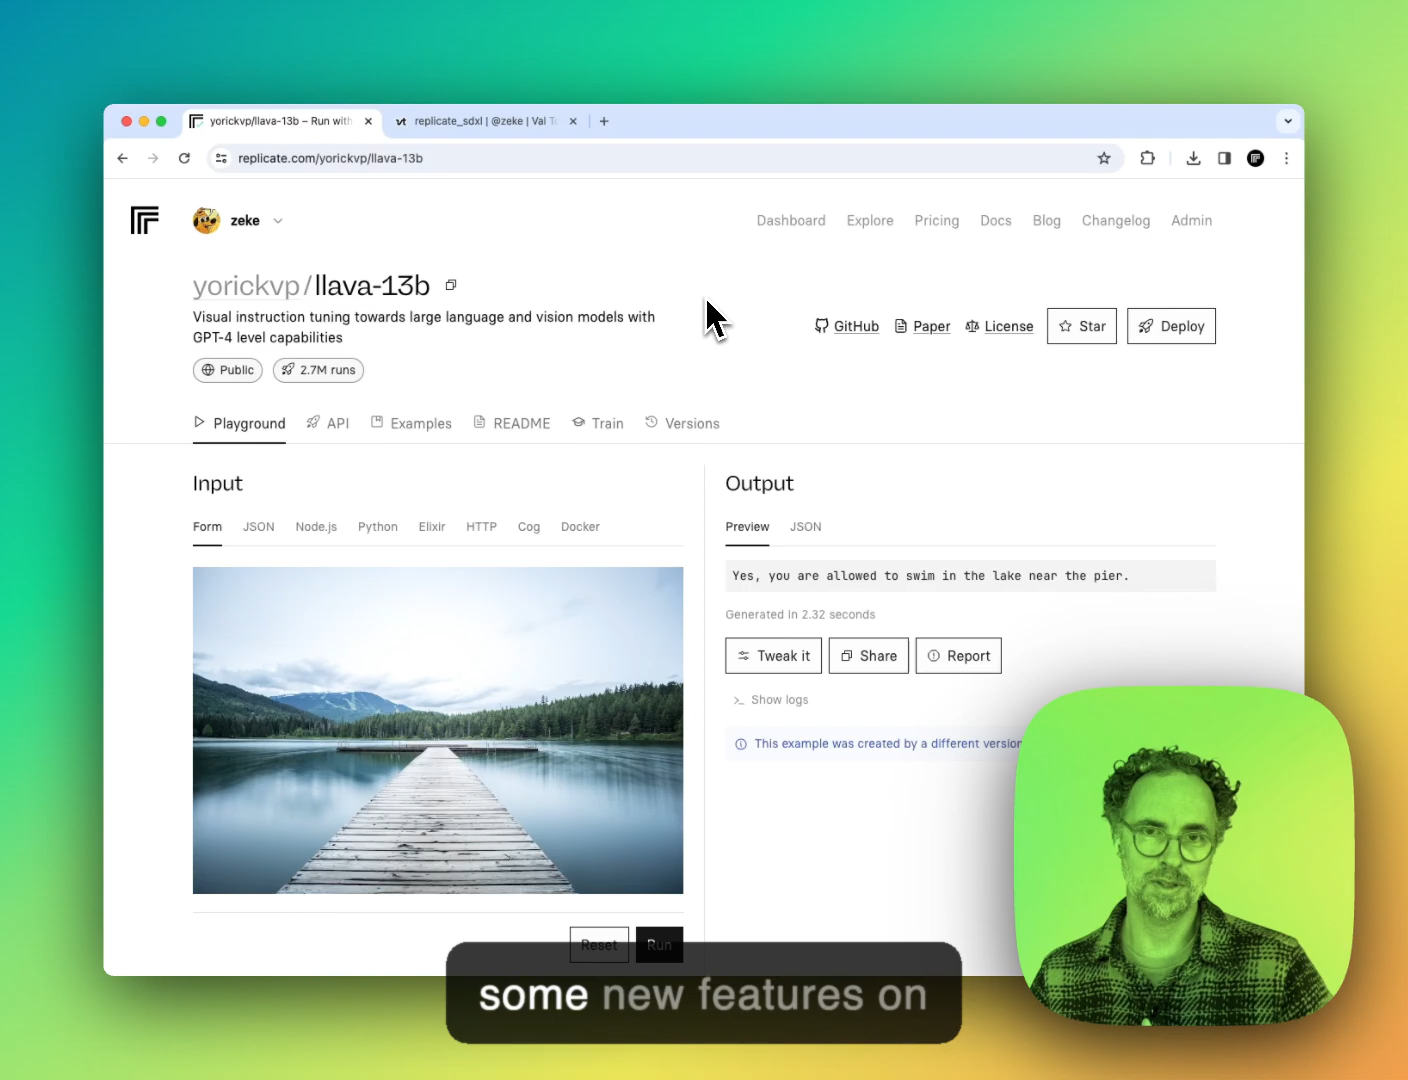 yorickvp/llava-13b – Run with
replicate_sdxl | @zeke | Val T
replicate.com/yorickvp/llava-13b
zeke
Dashboard Explore Pricing Docs Blog Changelog Admin
yorickvp/llava-13b
Visual instruction tuning towards large language and vision models with
GPT-4 level capabilities
GitHub Paper License Star Deploy
Public 2.7M runs
Playground API Examples README Train Versions
Input
Form JSON Node.js Python Elixir HTTP Cog Docker
Reset Run
Output
Preview JSON
Yes, you are allowed to swim in the lake near the pier.
Generated in 2.32 seconds
Tweak it Share Report
>_ Show logs
This example was created by a different version
some new features on